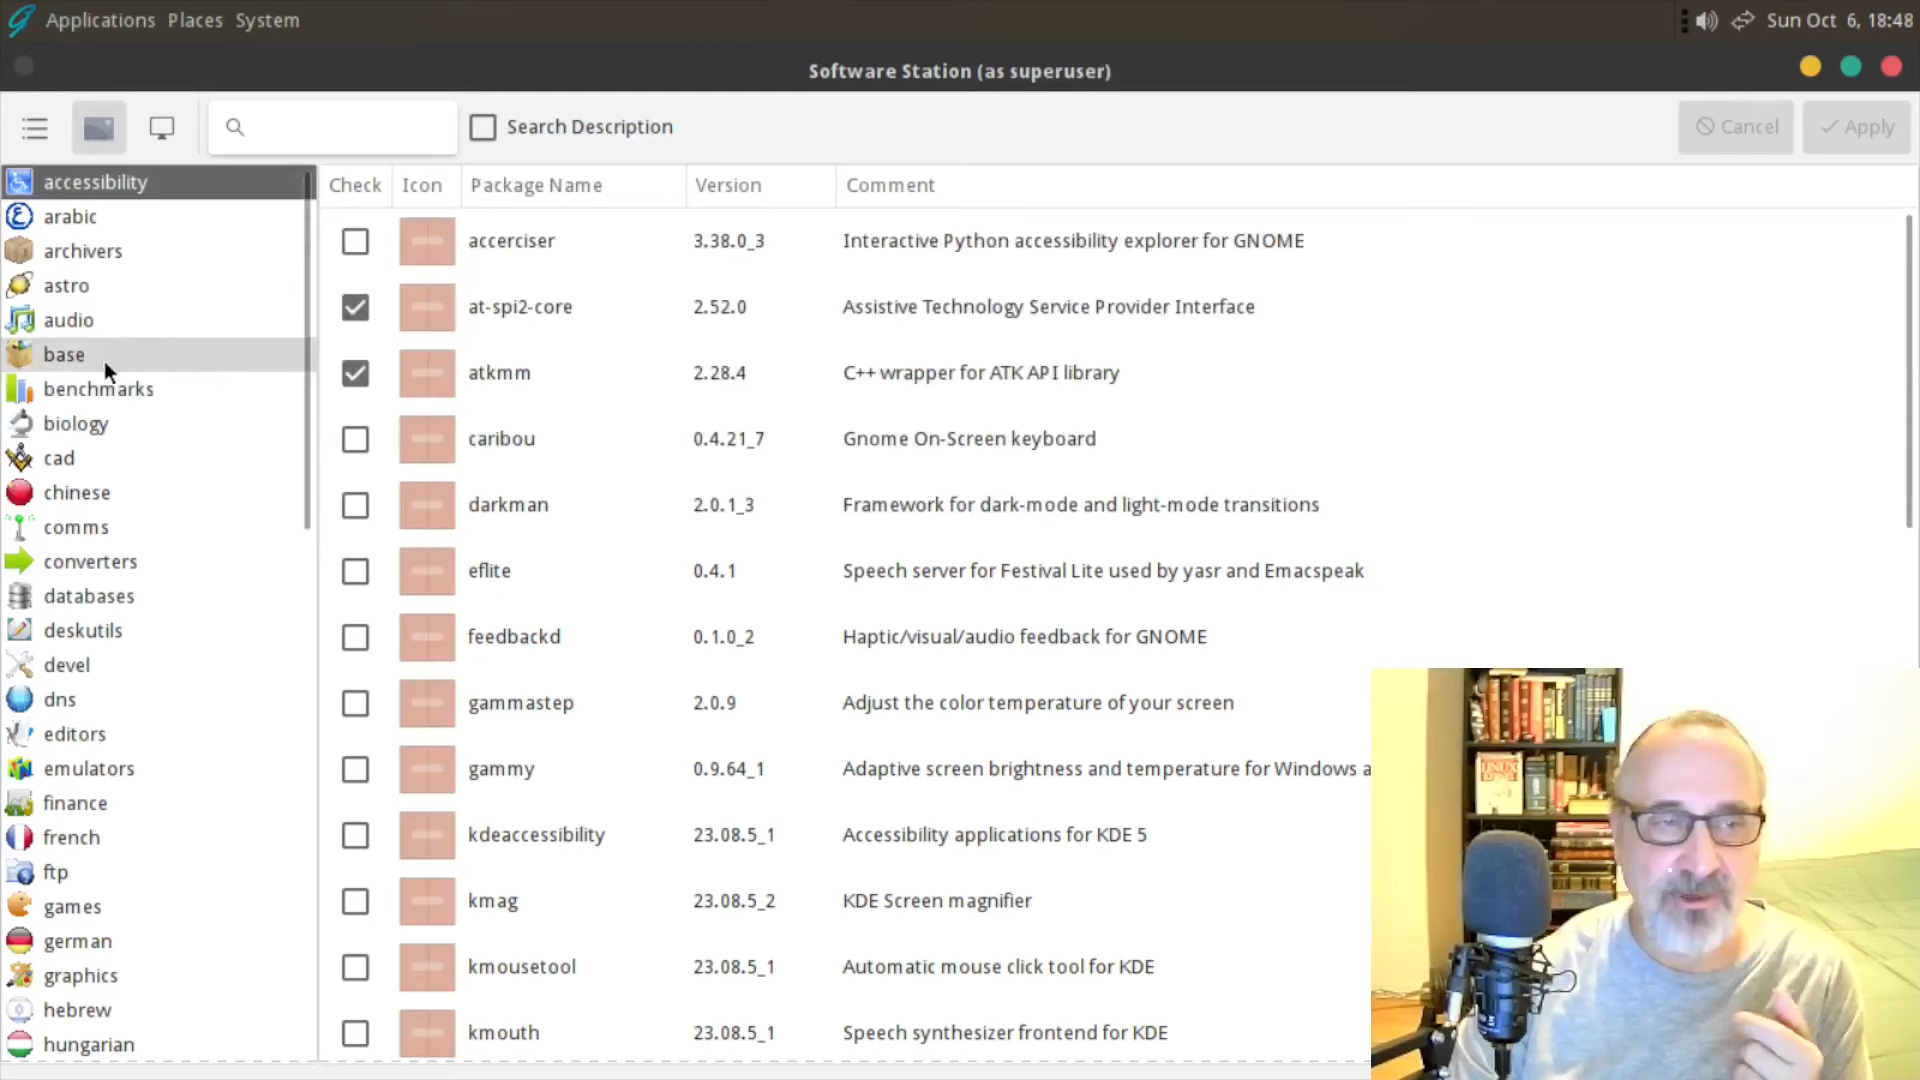 Applications Places System
Sun Oct 6, 18:48
Software Station (as superuser)
Search Description
Cancel
Apply
accessibility
arabic
archivers
astro
audio
base
benchmarks
biology
cad
chinese
comms
converters
databases
deskutils
devel
dns
editors
emulators
finance
french
ftp
games
german
graphics
hebrew
hungarian
Check Icon Package Name Version Comment
accerciser 3.38.0_3 Interactive Python accessibility explorer for GNOME
at-spi2-core 2.52.0 Assistive Technology Service Provider Interface
atkmm 2.28.4 C++ wrapper for ATK API library
caribou 0.4.21_7 Gnome On-Screen keyboard
darkman 2.0.1_3 Framework for dark-mode and light-mode transitions
eflite 0.4.1 Speech server for Festival Lite used by yasr and Emacspeak
feedbackd 0.1.0_2 Haptic/visual/audio feedback for GNOME
gammastep 2.0.9 Adjust the color temperature of your screen
gammy 0.9.64_1 Adaptive screen brightness and temperature for Windows a
kdeaccessibility 23.08.5_1 Accessibility applications for KDE 5
kmag 23.08.5_2 KDE Screen magnifier
kmousetool 23.08.5_1 Automatic mouse click tool for KDE
kmouth 23.08.5_1 Speech synthesizer frontend for KDE